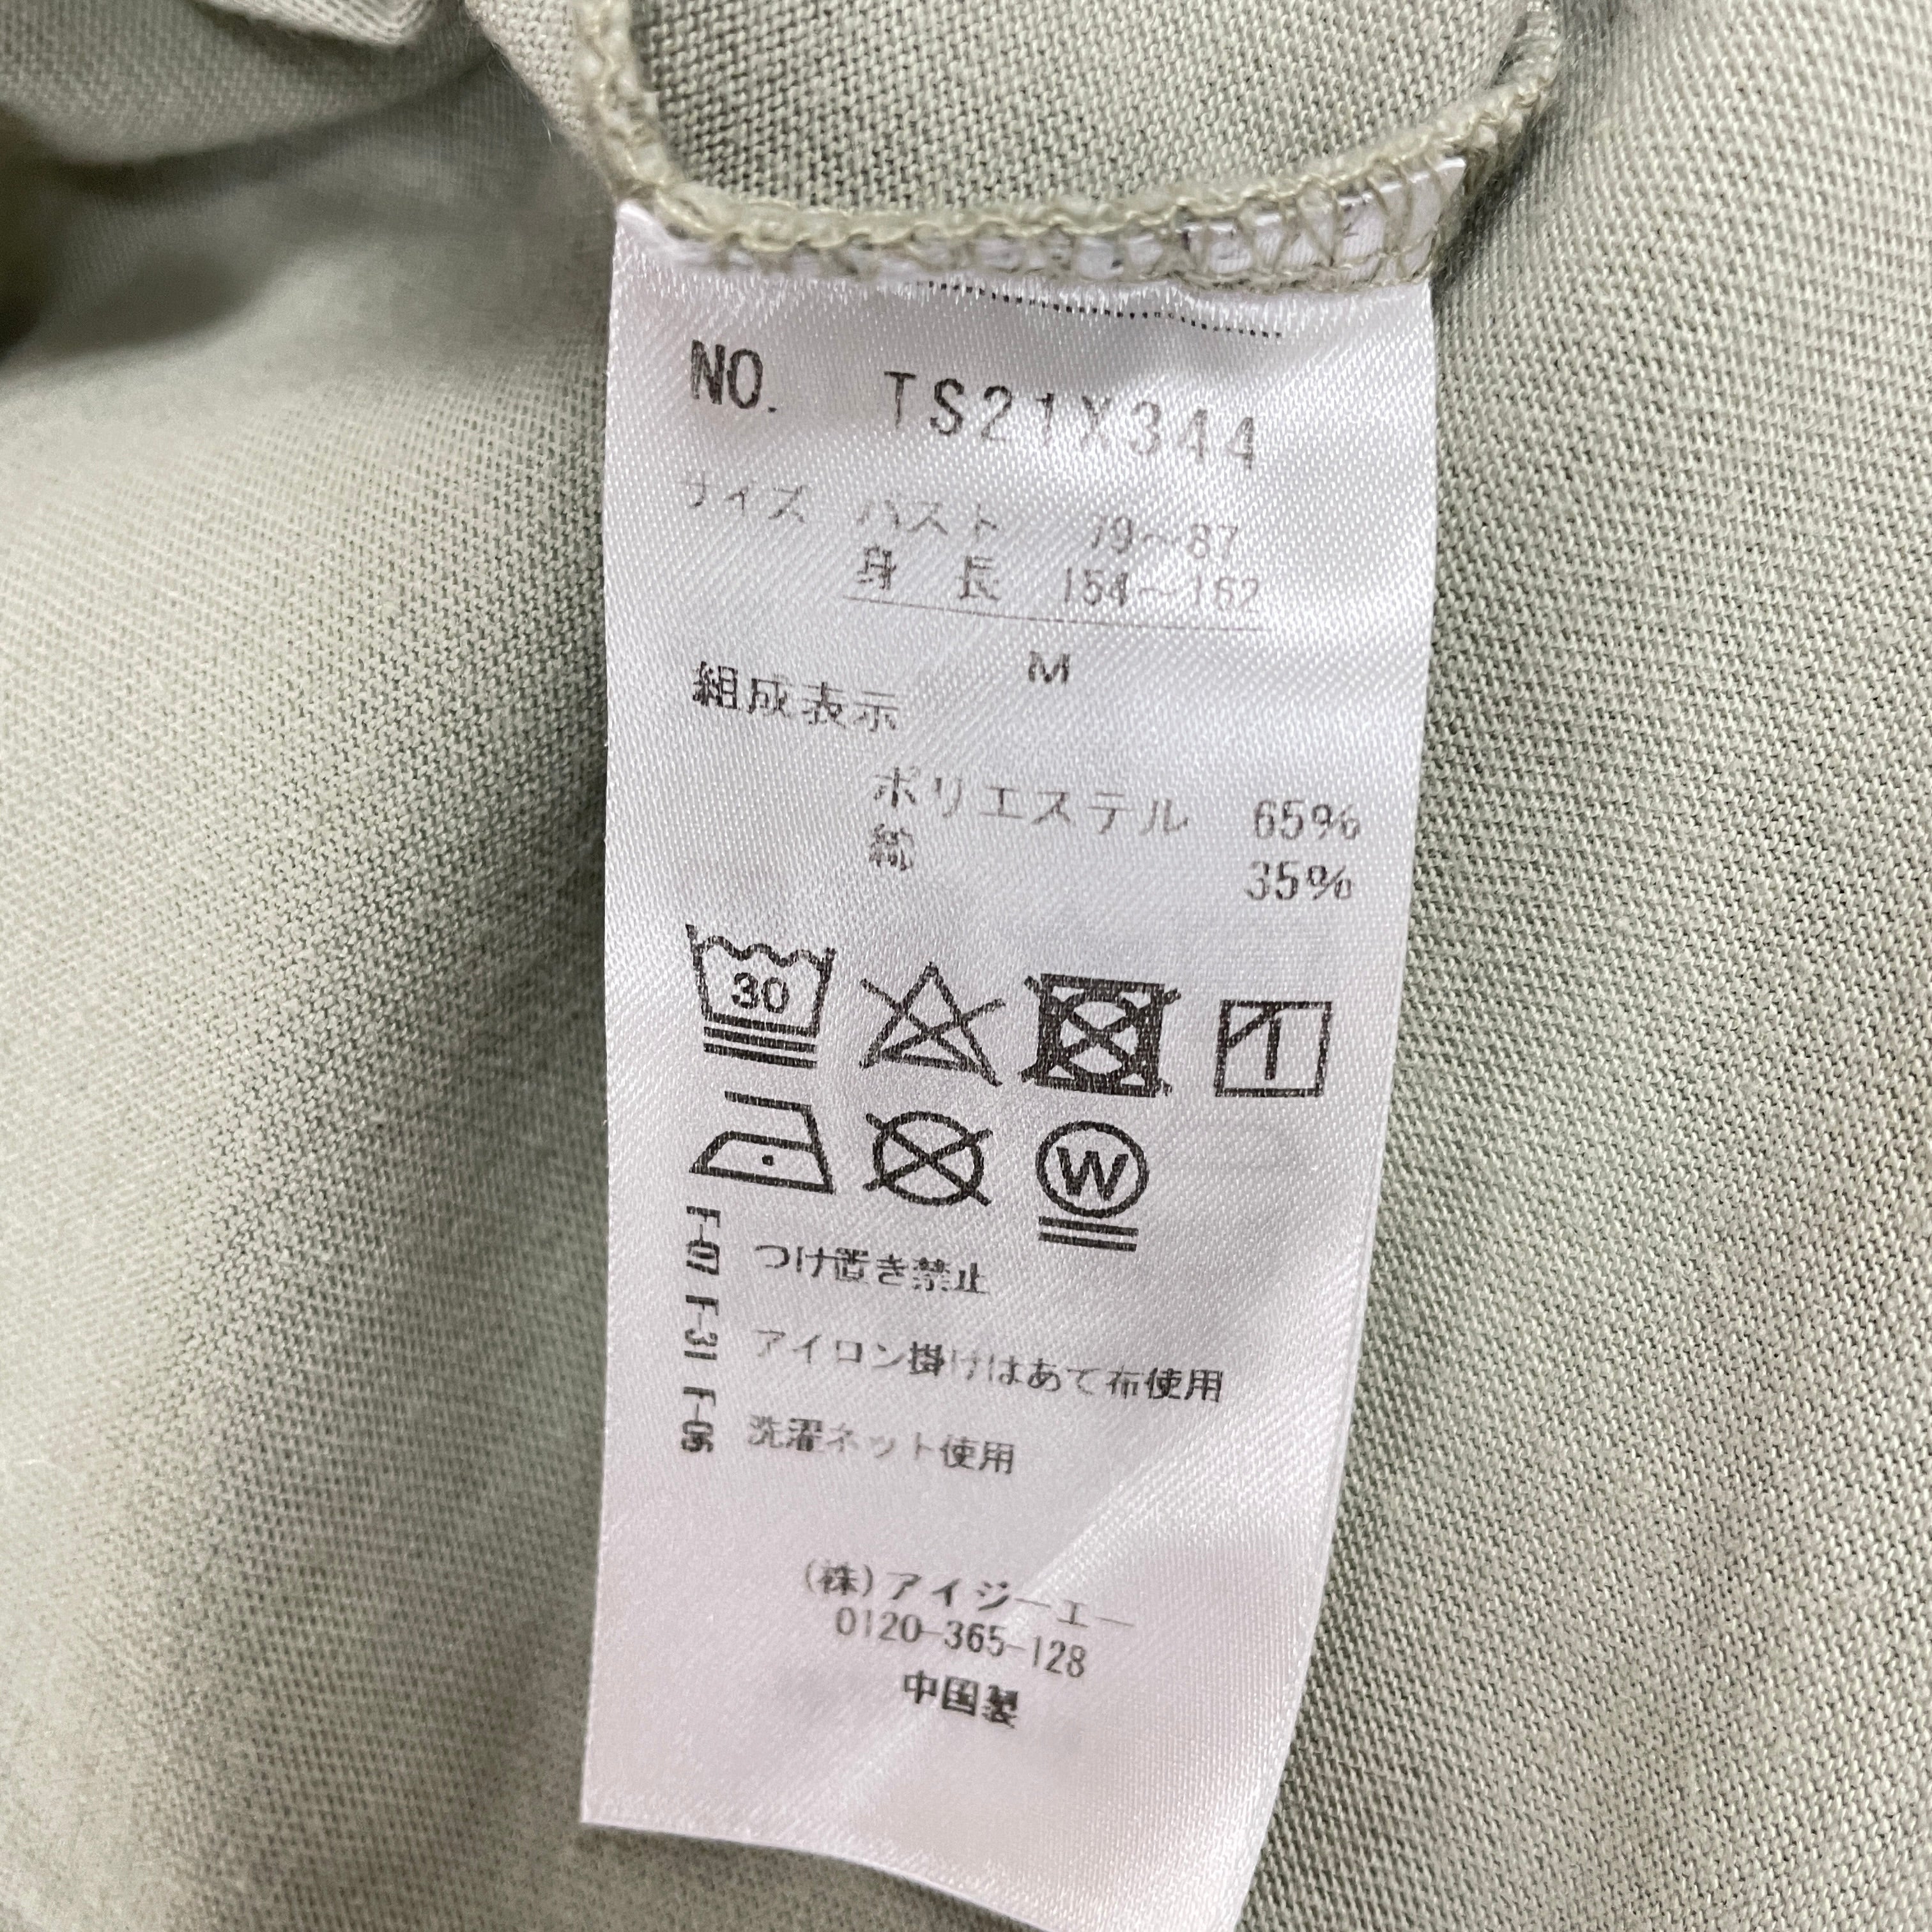 NO. TS21X344
サイズ バスト 79～87
身 長 154～162
M
組成表示
ポリエステル 65%
綿 35%
30
W
つけ置き禁止
アイロン掛けはあて布使用
洗濯ネット使用
(株)アイジーエー
0120-365-128
中国製